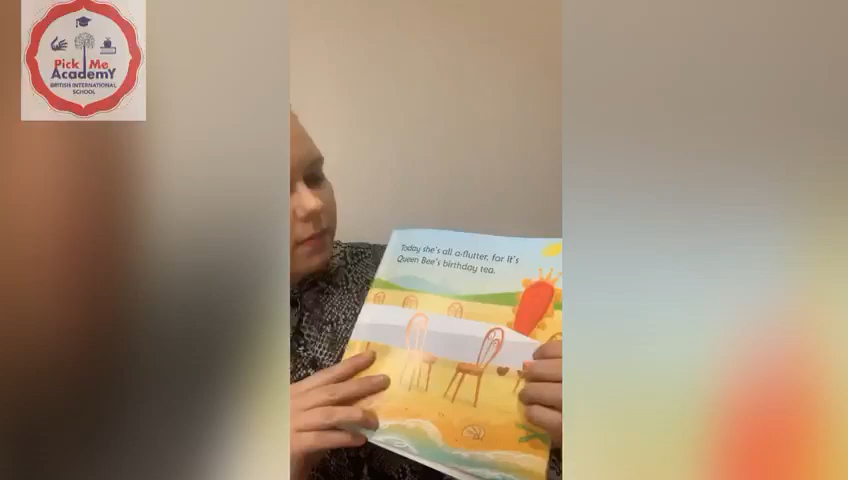 Pick Me
AcademY
BRITISH INTERNATIONAL
SCHOOL
Today she's all a-flutter, for it's
Queen Bee's birthday tea.